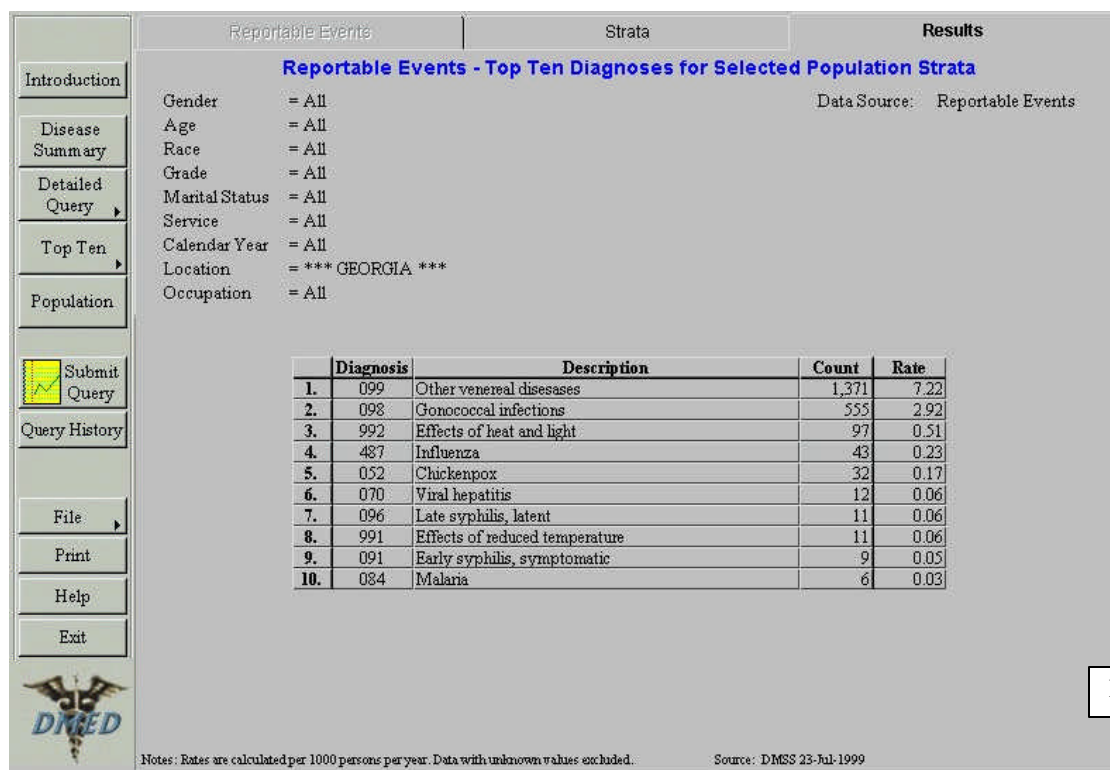 Reportable Events Strata Results
Introduction
Disease
Summary
Detailed
Query
Top Ten
Population
Submit
Query
Query History
File
Print
Help
Exit
DMED
Reportable Events - Top Ten Diagnoses for Selected Population Strata
Data Source: Reportable Events
Gender = All
Age = All
Race = All
Grade = All
Marital Status = All
Service = All
Calendar Year = All
Location = *** GEORGIA ***
Occupation = All
Diagnosis Description Count Rate
1. 099 Other venereal disesases 1,371 7.22
2. 098 Gonococcal infections 555 2.92
3. 992 Effects of heat and light 97 0.51
4. 487 Influenza 43 0.23
5. 052 Chickenpox 32 0.17
6. 070 Viral hepatitis 12 0.06
7. 096 Late syphilis, latent 11 0.06
8. 991 Effects of reduced temperature 11 0.06
9. 091 Early syphilis, symptomatic 9 0.05
10. 084 Malaria 6 0.03
Notes: Rates are calculated per 1000 persons per year. Data with unknown values excluded. Source: DMSS 23-Jul-1999